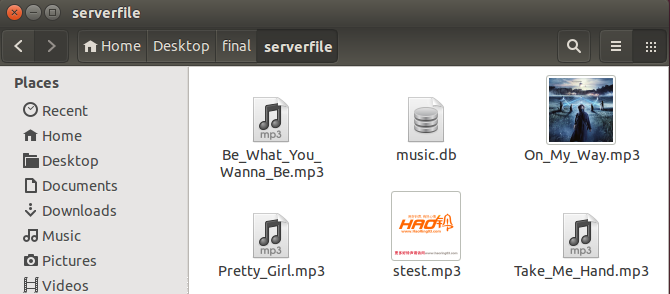 serverfile
Home Desktop final serverfile
Places
Recent
Home
Desktop
Documents
Downloads
Music
Pictures
Videos
mp3
Be_What_You_
Wanna_Be.mp3
music.db
On_My_Way.mp3
mp3
Pretty_Girl.mp3
stest.mp3
mp3
Take_Me_Hand.mp3